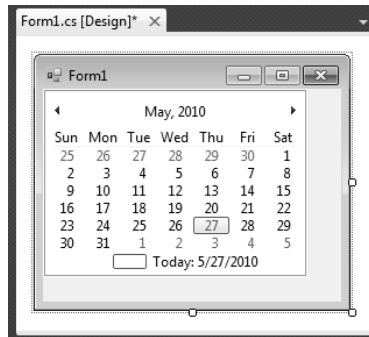 Form1.cs [Design]*
Form1
May, 2010
Sun Mon Tue Wed Thu Fri Sat
25 26 27 28 29 30 1
2 3 4 5 6 7 8
9 10 11 12 13 14 15
16 17 18 19 20 21 22
23 24 25 26 27 28 29
30 31 1 2 3 4 5
Today: 5/27/2010